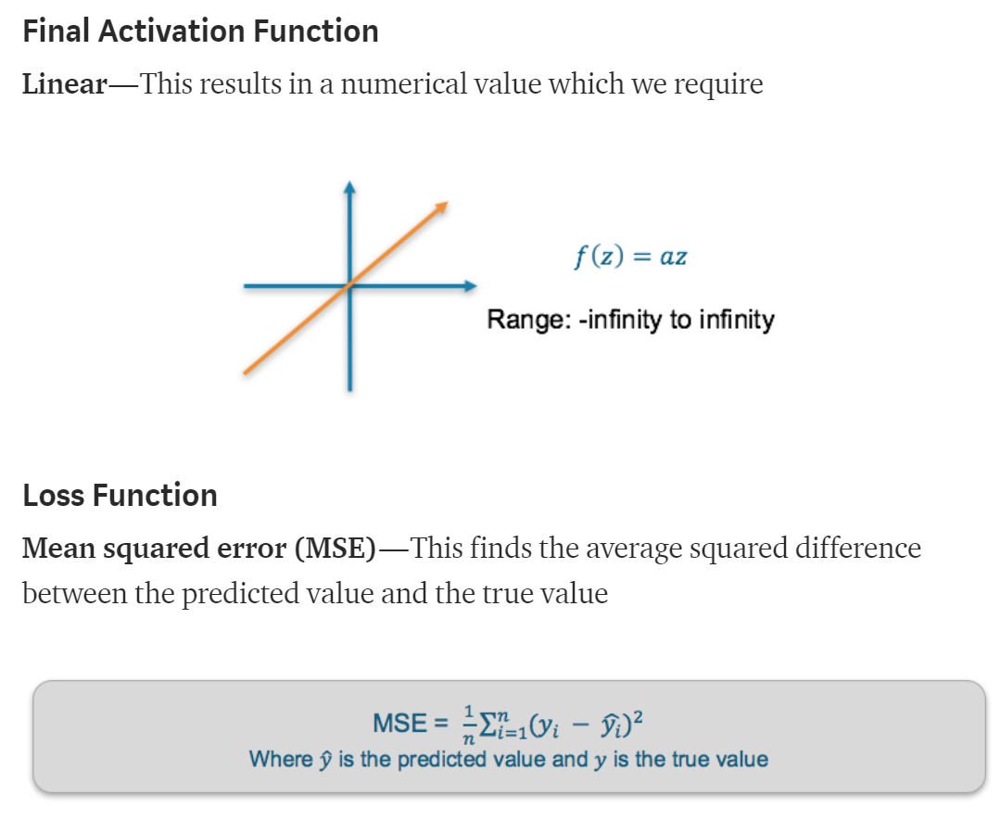 Final Activation Function
Linear—This results in a numerical value which we require
f(z) = az
Range: -infinity to infinity
Loss Function
Mean squared error (MSE)—This finds the average squared difference
between the predicted value and the true value
MSE = \frac{1}{n} \sum_{i=1}^{n} (y_i - \hat{y}_i)^2
Where ŷ is the predicted value and y is the true value